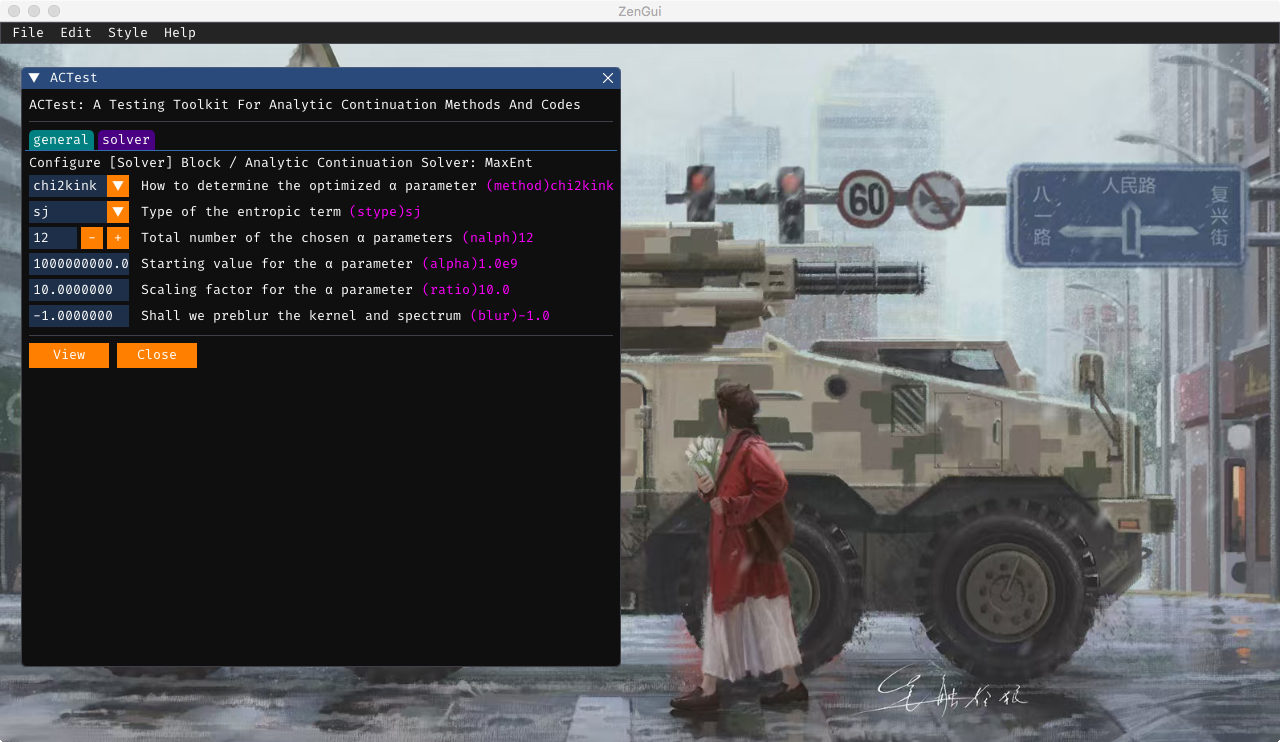 ZenGui
File Edit Style Help
ACTest
ACTest: A Testing Toolkit For Analytic Continuation Methods And Codes
general solver
Configure [Solver] Block / Analytic Continuation Solver: MaxEnt
chi2kink How to determine the optimized α parameter (method)chi2kink
sj Type of the entropic term (stype)sj
12 - + Total number of the chosen α parameters (nalph)12
1000000000.0 Starting value for the α parameter (alpha)1.0e9
10.0000000 Scaling factor for the α parameter (ratio)10.0
-1.0000000 Shall we preblur the kernel and spectrum (blur)-1.0
View Close
60
人民路
八一路
复兴街